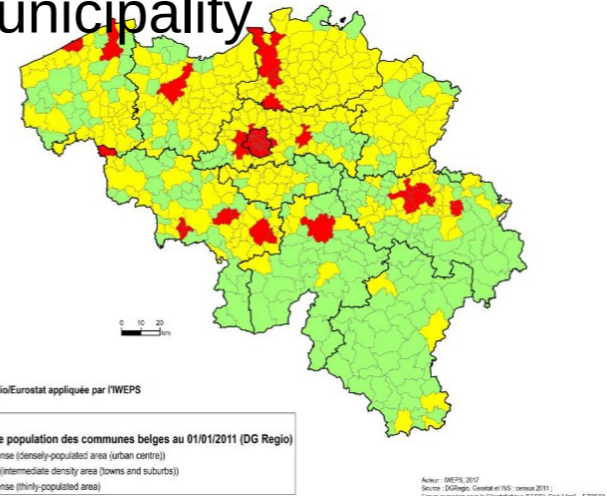 unicipality
0 10 20
km
io/Eurostat appliquée par l'IWEPS
e population des communes belges au 01/01/2011 (DG Regio)
nse (densely-populated area (urban centre))
(intermediate density area (towns and suburbs))
nse (thinly-populated area)
Auteur : IWEPS, 2017
Source : DGRegio, Geostat et INS : census 2011 ;